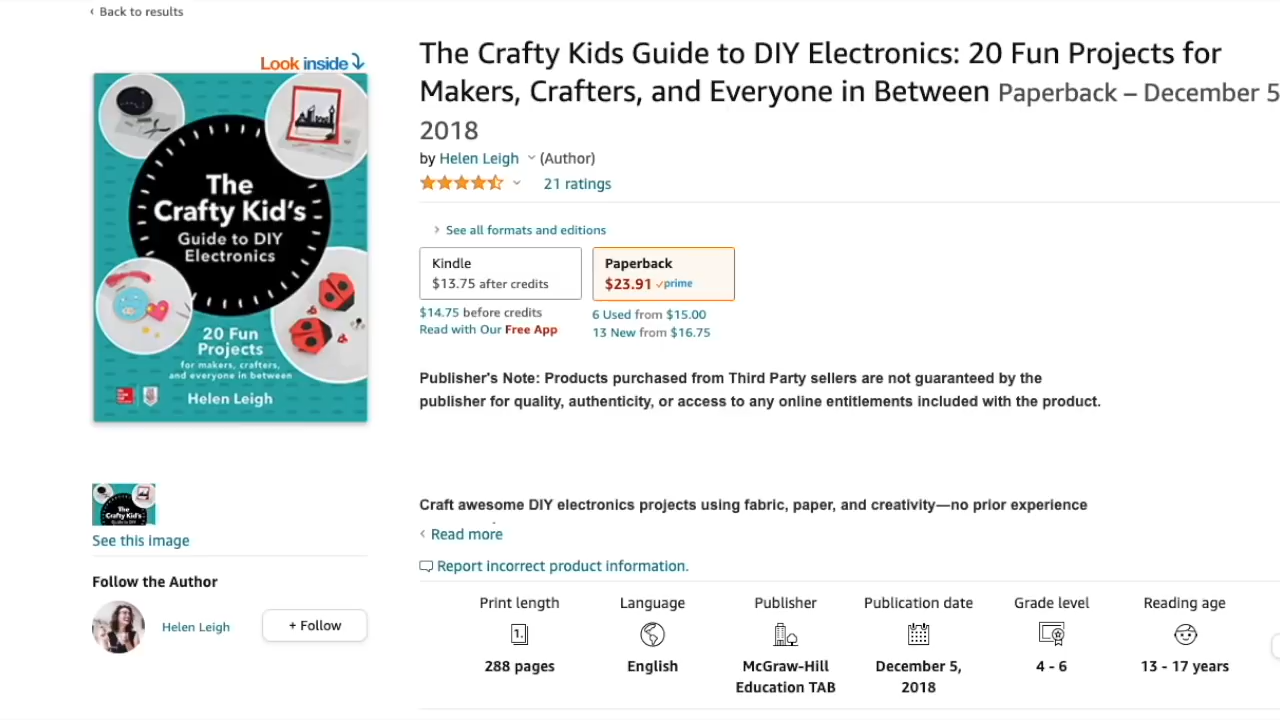 ‹ Back to results
Look inside
The
Crafty Kid's
Guide to DIY
Electronics
20 Fun
Projects
for makers, crafters,
and everyone in between
Helen Leigh
The
Crafty Kid's
Guide to DIY
See this image
Follow the Author
Helen Leigh
+ Follow
The Crafty Kids Guide to DIY Electronics: 20 Fun Projects for
Makers, Crafters, and Everyone in Between Paperback – December 5
2018
by Helen Leigh (Author)
21 ratings
› See all formats and editions
Kindle
$13.75 after credits
Paperback
$23.91 prime
$14.75 before credits
Read with Our Free App
6 Used from $15.00
13 New from $16.75
Publisher's Note: Products purchased from Third Party sellers are not guaranteed by the
publisher for quality, authenticity, or access to any online entitlements included with the product.
Craft awesome DIY electronics projects using fabric, paper, and creativity—no prior experience
‹ Read more
Report incorrect product information.
Print length
1.
288 pages
Language
English
Publisher
McGraw-Hill
Education TAB
Publication date
December 5,
2018
Grade level
4 - 6
Reading age
13 - 17 years